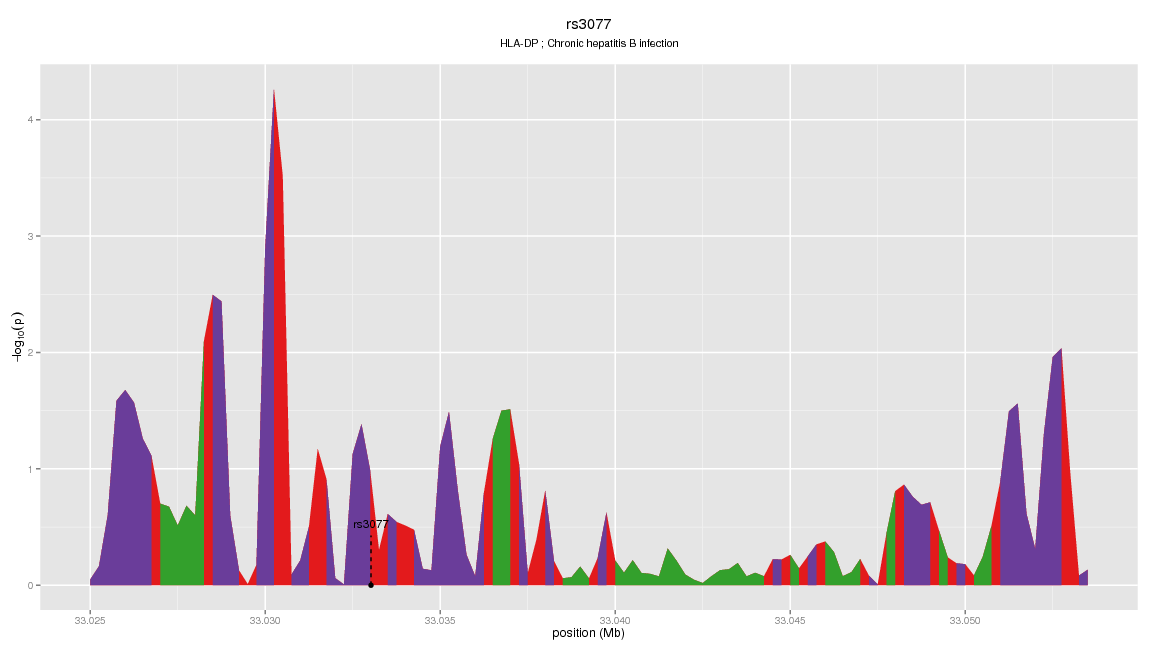 rs3077
HLA-DP ; Chronic hepatitis B infection
4
3
2
1
0
−log10(p)
rs3077
33.025 33.030 33.035 33.040 33.045 33.050
position (Mb)